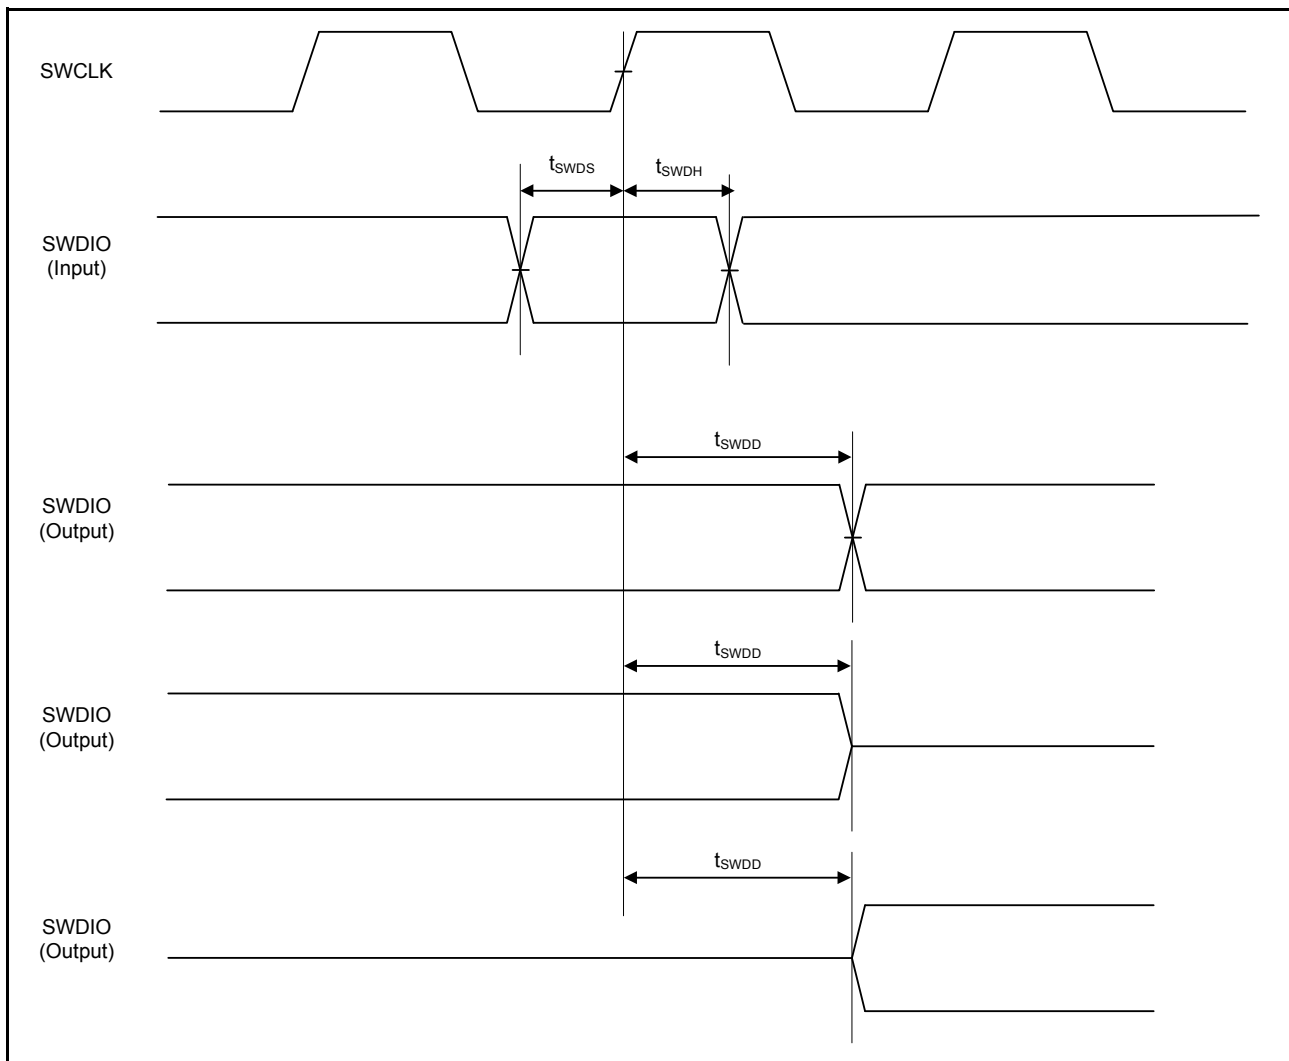 SWCLK
tSWDS
tSWDH
SWDIO
(Input)
tSWDD
SWDIO
(Output)
tSWDD
SWDIO
(Output)
tSWDD
SWDIO
(Output)